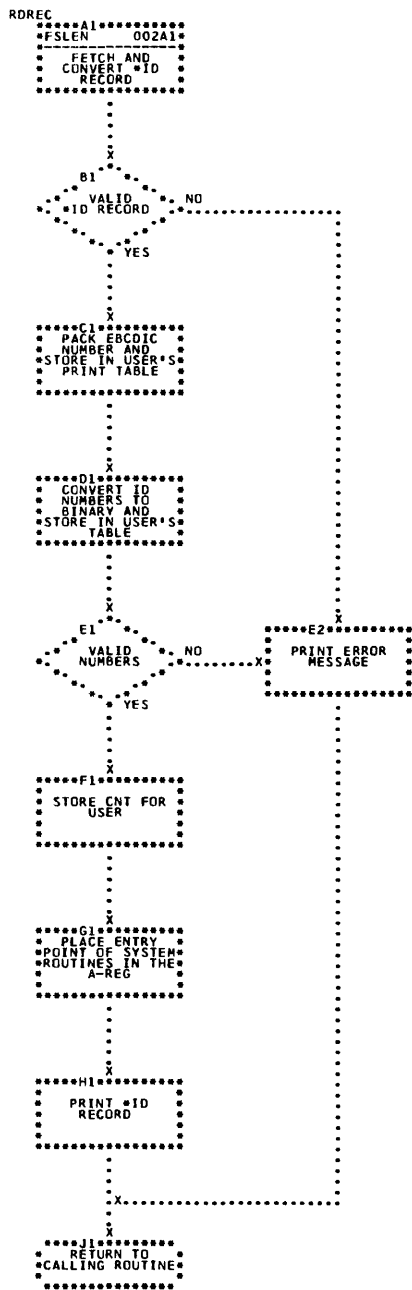 RDREC
A1
FSLEN 002A1
FETCH AND
CONVERT *ID
RECORD
B1
VALID
*ID RECORD
NO
YES
C1
PACK EBCDIC
NUMBER AND
STORE IN USER'S
PRINT TABLE
D1
CONVERT ID
NUMBERS TO
BINARY AND
STORE IN USER'S
TABLE
E1
VALID
NUMBERS
NO
YES
E2
PRINT ERROR
MESSAGE
F1
STORE CNT FOR
USER
G1
PLACE ENTRY
POINT OF SYSTEM
ROUTINES IN THE
A-REG
H1
PRINT *ID
RECORD
J1
RETURN TO
CALLING ROUTINE